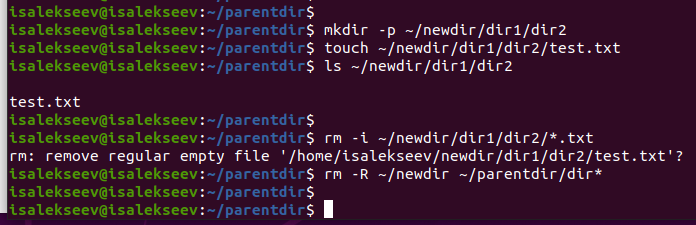 isalekseev@isalekseev:~/parentdir$
isalekseev@isalekseev:~/parentdir$ mkdir -p ~/newdir/dir1/dir2
isalekseev@isalekseev:~/parentdir$ touch ~/newdir/dir1/dir2/test.txt
isalekseev@isalekseev:~/parentdir$ ls ~/newdir/dir1/dir2
test.txt
isalekseev@isalekseev:~/parentdir$
isalekseev@isalekseev:~/parentdir$ rm -i ~/newdir/dir1/dir2/*.txt
rm: remove regular empty file '/home/isalekseev/newdir/dir1/dir2/test.txt'?
isalekseev@isalekseev:~/parentdir$ rm -R ~/newdir ~/parentdir/dir*
isalekseev@isalekseev:~/parentdir$
isalekseev@isalekseev:~/parentdir$